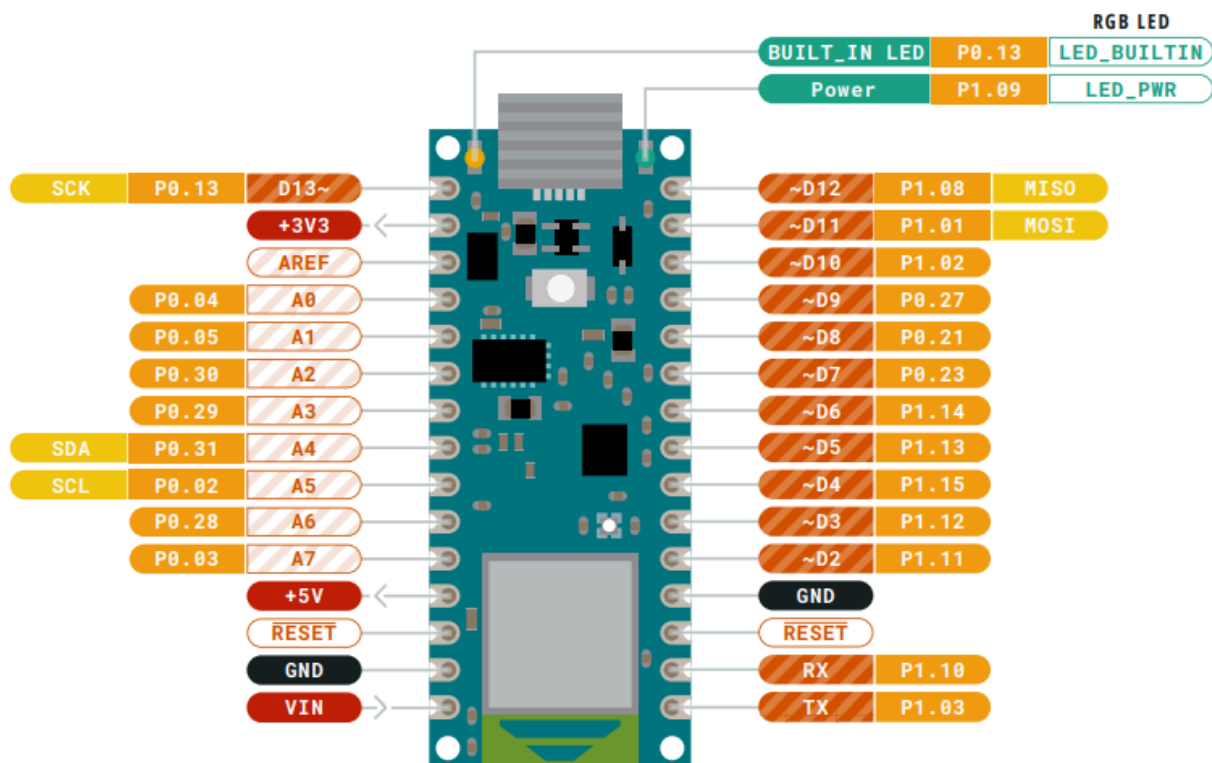 RGB LED
BUILT_IN LED P0.13 LED_BUILTIN
Power P1.09 LED_PWR
SCK P0.13 D13~
+3V3
AREF
P0.04 A0
P0.05 A1
P0.30 A2
P0.29 A3
SDA P0.31 A4
SCL P0.02 A5
P0.28 A6
P0.03 A7
+5V
RESET
GND
VIN
~D12 P1.08 MISO
~D11 P1.01 MOSI
~D10 P1.02
~D9 P0.27
~D8 P0.21
~D7 P0.23
~D6 P1.14
~D5 P1.13
~D4 P1.15
~D3 P1.12
~D2 P1.11
GND
RESET
RX P1.10
TX P1.03